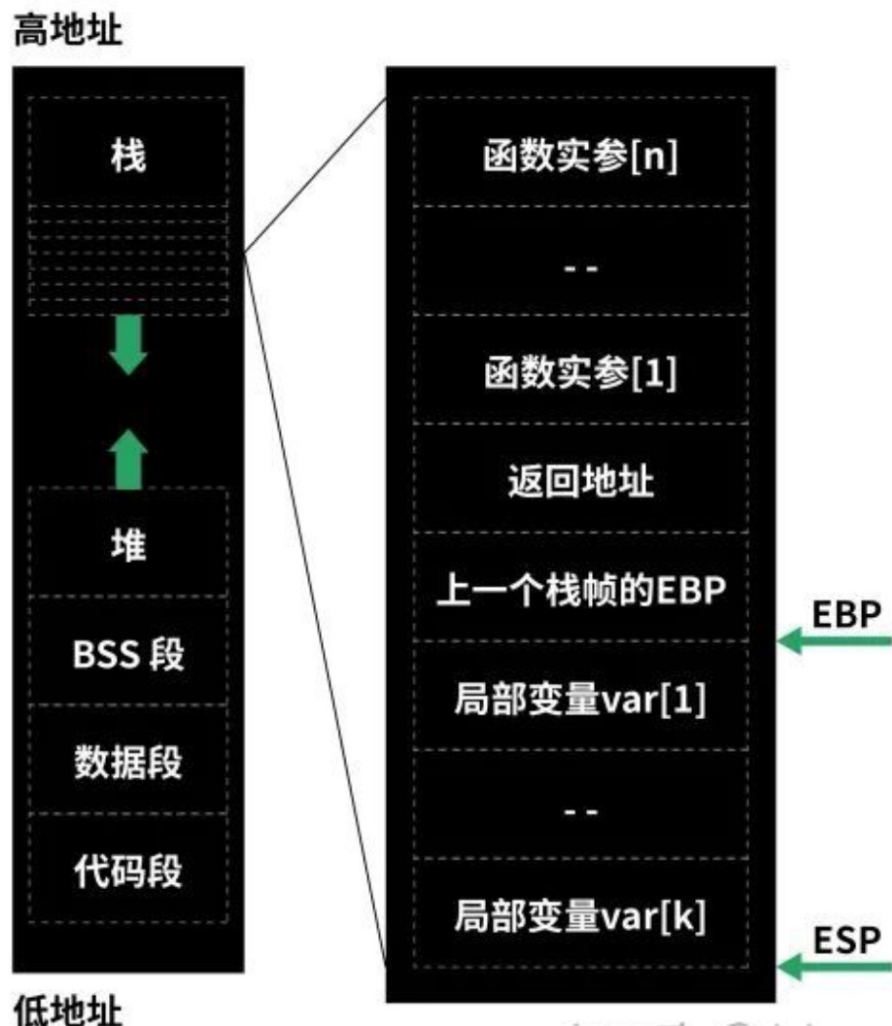 高地址
栈
堆
BSS 段
数据段
代码段
低地址
函数实参[n]
--
函数实参[1]
返回地址
上一个栈帧的EBP
EBP
局部变量var[1]
--
局部变量var[k]
ESP